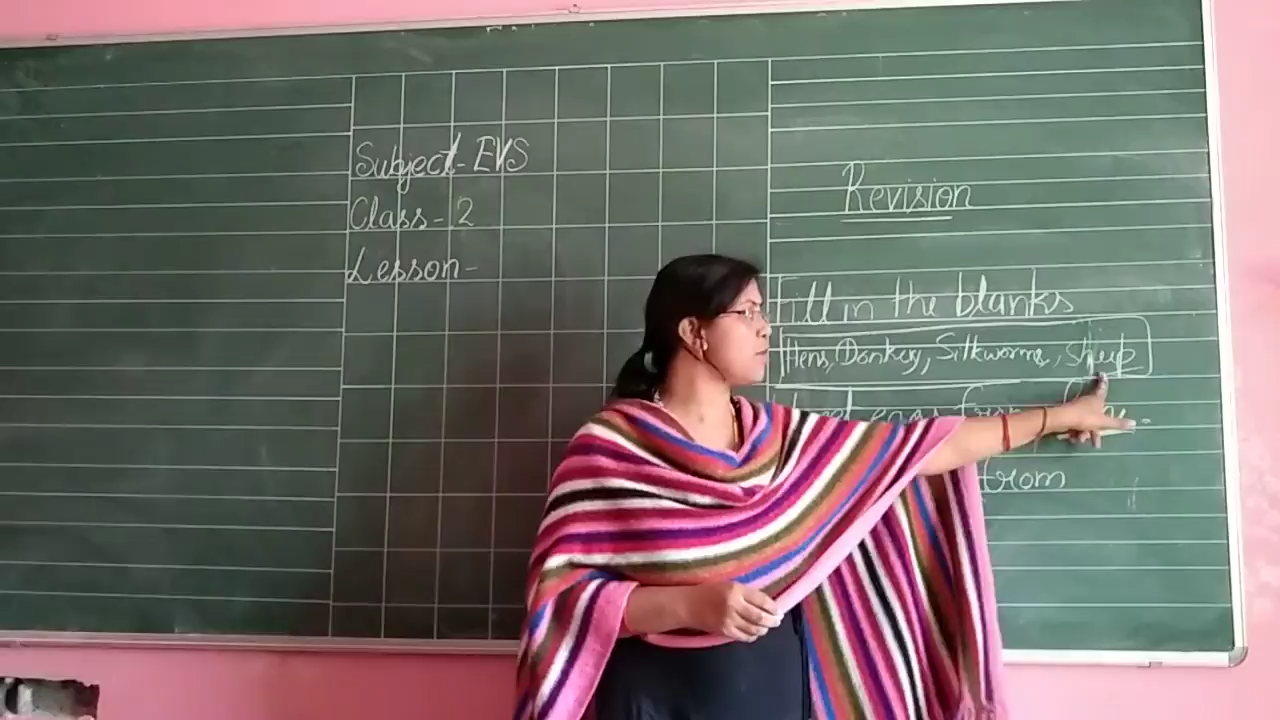 Subject- EVS
Class- 2
Lesson-
Revision
Fill in the blanks
Hens, Donkey, Silkworms, Sheep
from